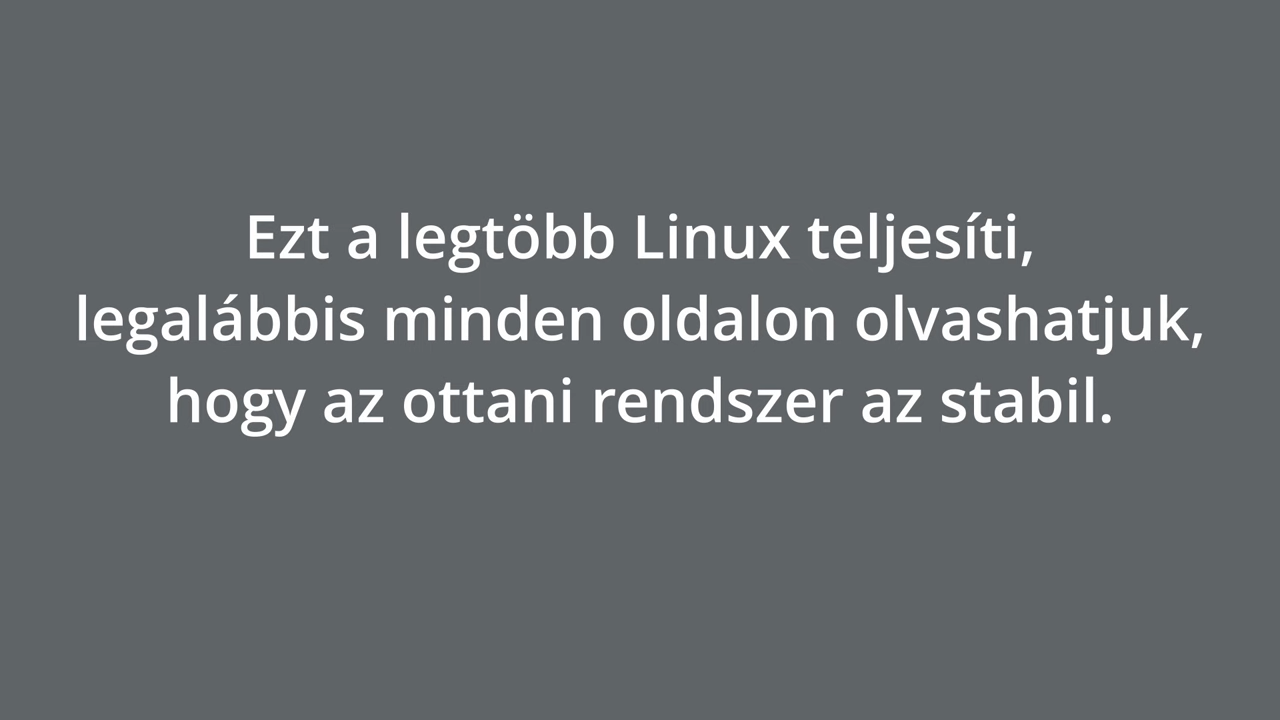 Ezt a legtöbb Linux teljesíti,
legalábbis minden oldalon olvashatjuk,
hogy az ottani rendszer az stabil.